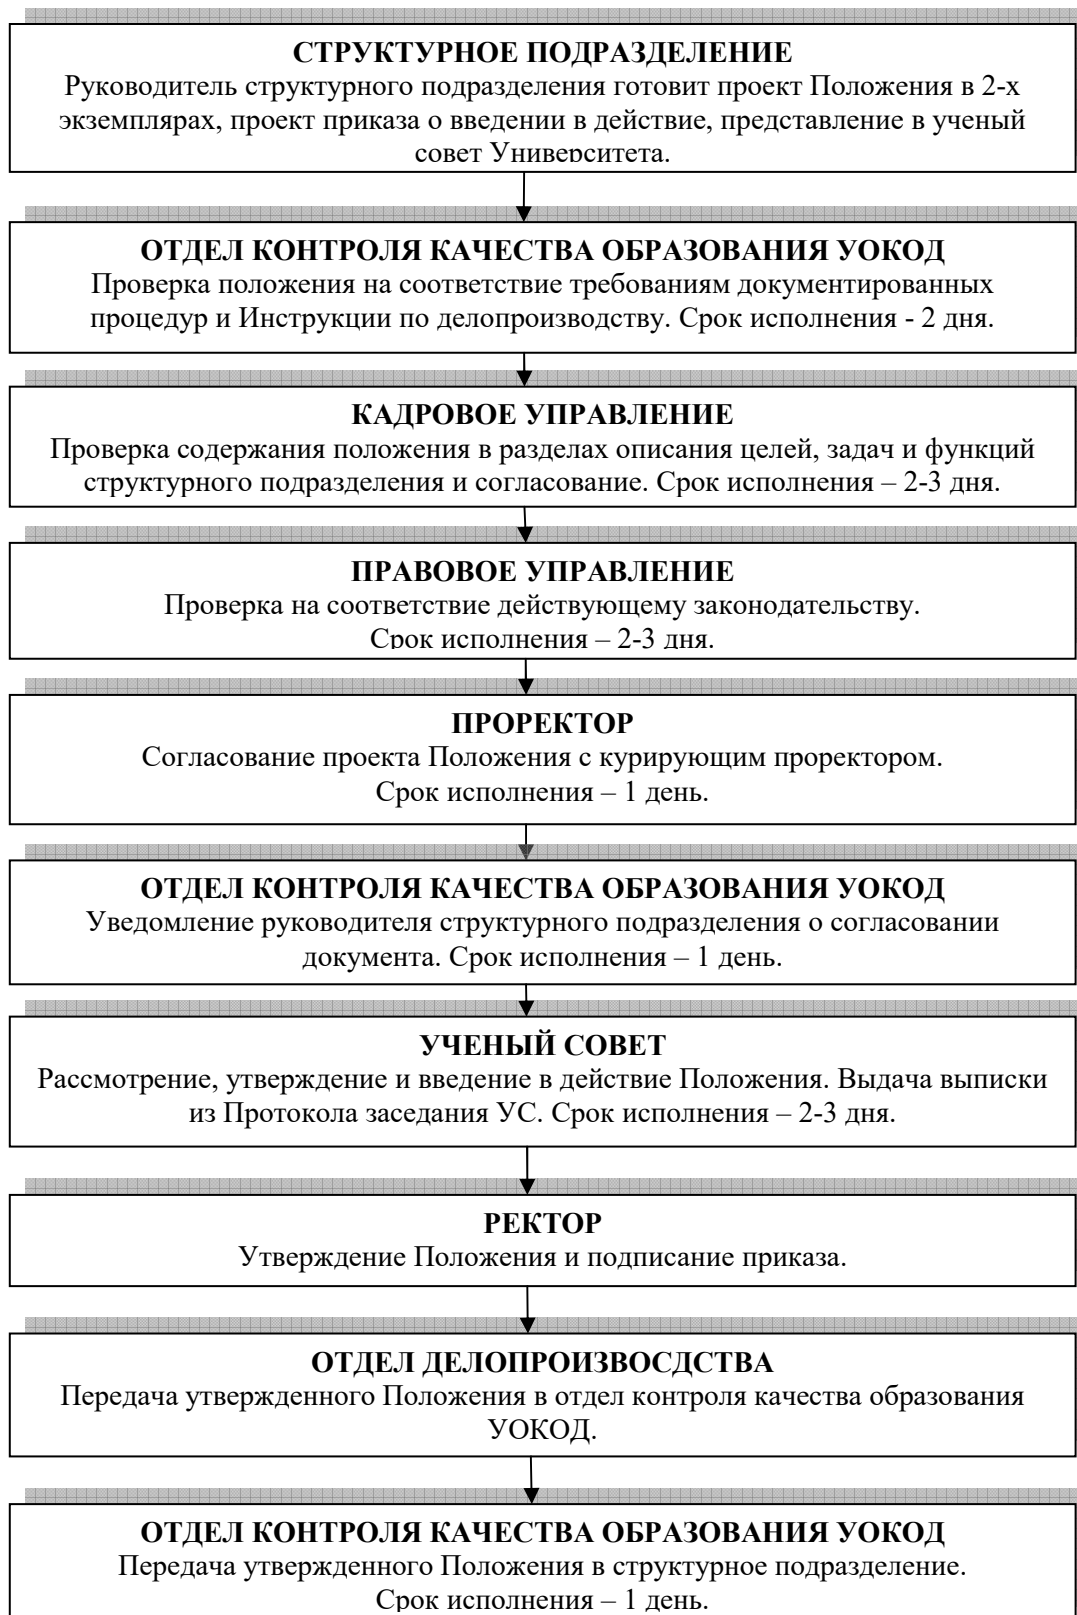 СТРУКТУРНОЕ ПОДРАЗДЕЛЕНИЕ
Руководитель структурного подразделения готовит проект Положения в 2-х
экземплярах, проект приказа о введении в действие, представление в ученый
совет Университета.
ОТДЕЛ КОНТРОЛЯ КАЧЕСТВА ОБРАЗОВАНИЯ УОКОД
Проверка положения на соответствие требованиям документированных
процедур и Инструкции по делопроизводству. Срок исполнения - 2 дня.
КАДРОВОЕ УПРАВЛЕНИЕ
Проверка содержания положения в разделах описания целей, задач и функций
структурного подразделения и согласование. Срок исполнения – 2-3 дня.
ПРАВОВОЕ УПРАВЛЕНИЕ
Проверка на соответствие действующему законодательству.
Срок исполнения – 2-3 дня.
ПРОРЕКТОР
Согласование проекта Положения с курирующим проректором.
Срок исполнения – 1 день.
ОТДЕЛ КОНТРОЛЯ КАЧЕСТВА ОБРАЗОВАНИЯ УОКОД
Уведомление руководителя структурного подразделения о согласовании
документа. Срок исполнения – 1 день.
УЧЕНЫЙ СОВЕТ
Рассмотрение, утверждение и введение в действие Положения. Выдача выписки
из Протокола заседания УС. Срок исполнения – 2-3 дня.
РЕКТОР
Утверждение Положения и подписание приказа.
ОТДЕЛ ДЕЛОПРОИЗВОСДСТВА
Передача утвержденного Положения в отдел контроля качества образования
УОКОД.
ОТДЕЛ КОНТРОЛЯ КАЧЕСТВА ОБРАЗОВАНИЯ УОКОД
Передача утвержденного Положения в структурное подразделение.
Срок исполнения – 1 день.